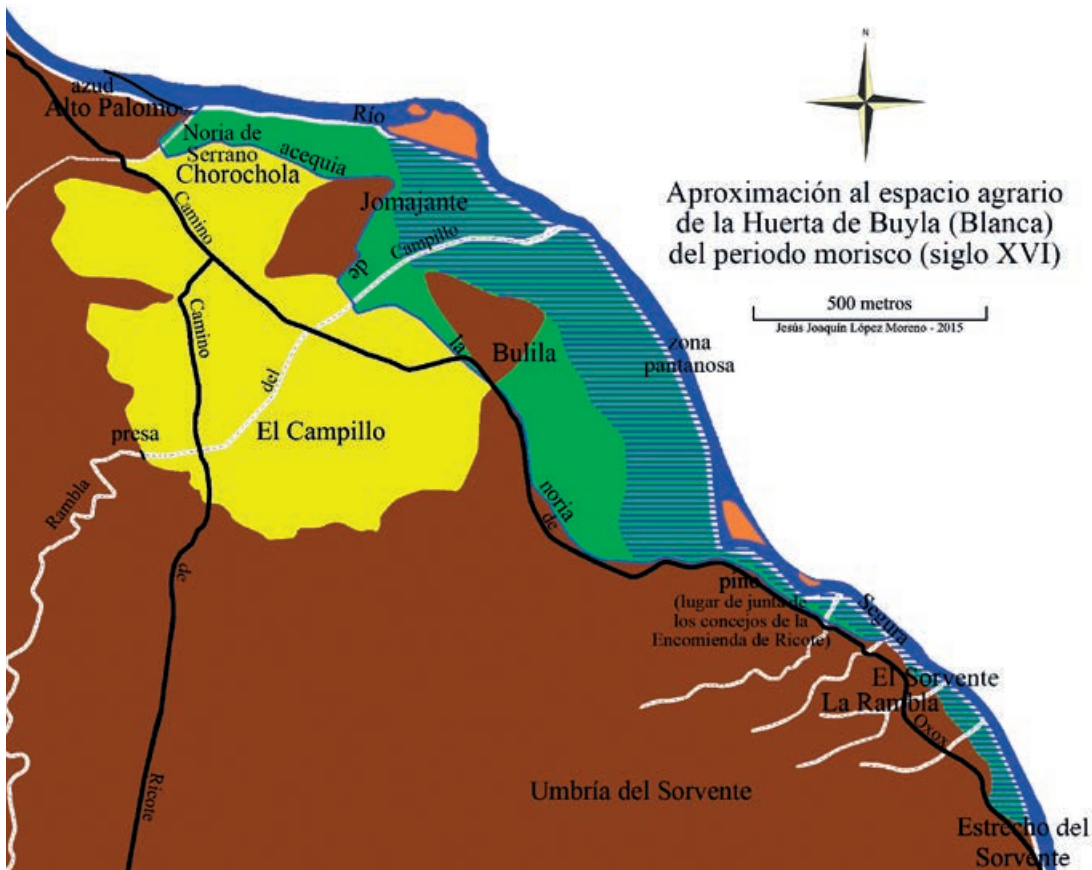 N
azud
Alto Palomo
Río
Noria de
Serrano
acequia
Chorochola
Jomajante
Camino
Campillo
de
Aproximación al espacio agrario
de la Huerta de Buyla (Blanca)
del periodo morisco (siglo XVI)
500 metros
Jesús Joaquín López Moreno - 2015
Camino
la
Bulila
zona
pantanosa
del
presa
El Campillo
Rambla
noria
de
de
pino
(lugar de junta de
los concejos de la
Encomienda de Ricote)
Segura
El Sorvente
La Rambla
Oxox
Ricote
Umbría del Sorvente
Estrecho del
Sorvente